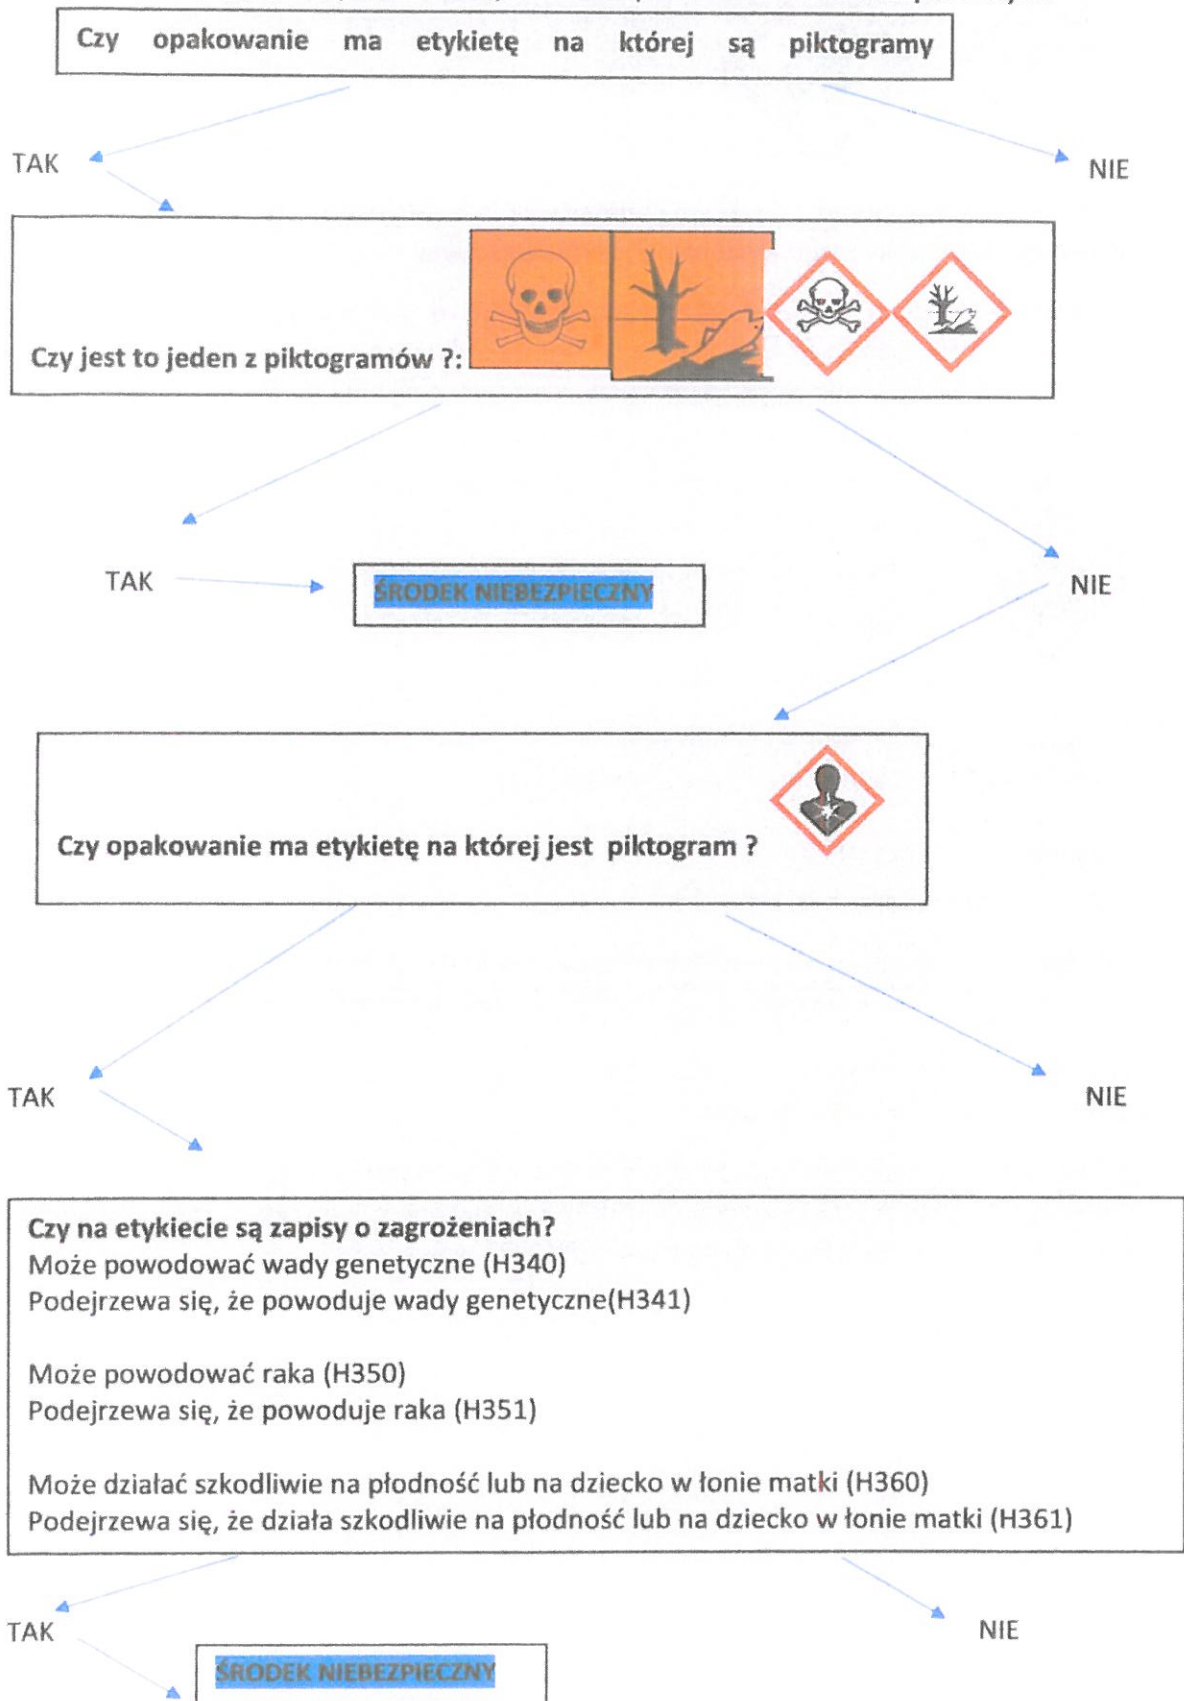 Czy opakowanie ma etykietę na której są piktogramy
TAK
NIE
Czy jest to jeden z piktogramów ?:
TAK
ŚRODEK NIEBEZPIECZNY
NIE
Czy opakowanie ma etykietę na której jest piktogram ?
TAK
NIE
Czy na etykiecie są zapisy o zagrożeniach?
Może powodować wady genetyczne (H340)
Podejrzewa się, że powoduje wady genetyczne(H341)
Może powodować raka (H350)
Podejrzewa się, że powoduje raka (H351)
Może działać szkodliwie na płodność lub na dziecko w łonie matki (H360)
Podejrzewa się, że działa szkodliwie na płodność lub na dziecko w łonie matki (H361)
TAK
NIE
ŚRODEK NIEBEZPIECZNY